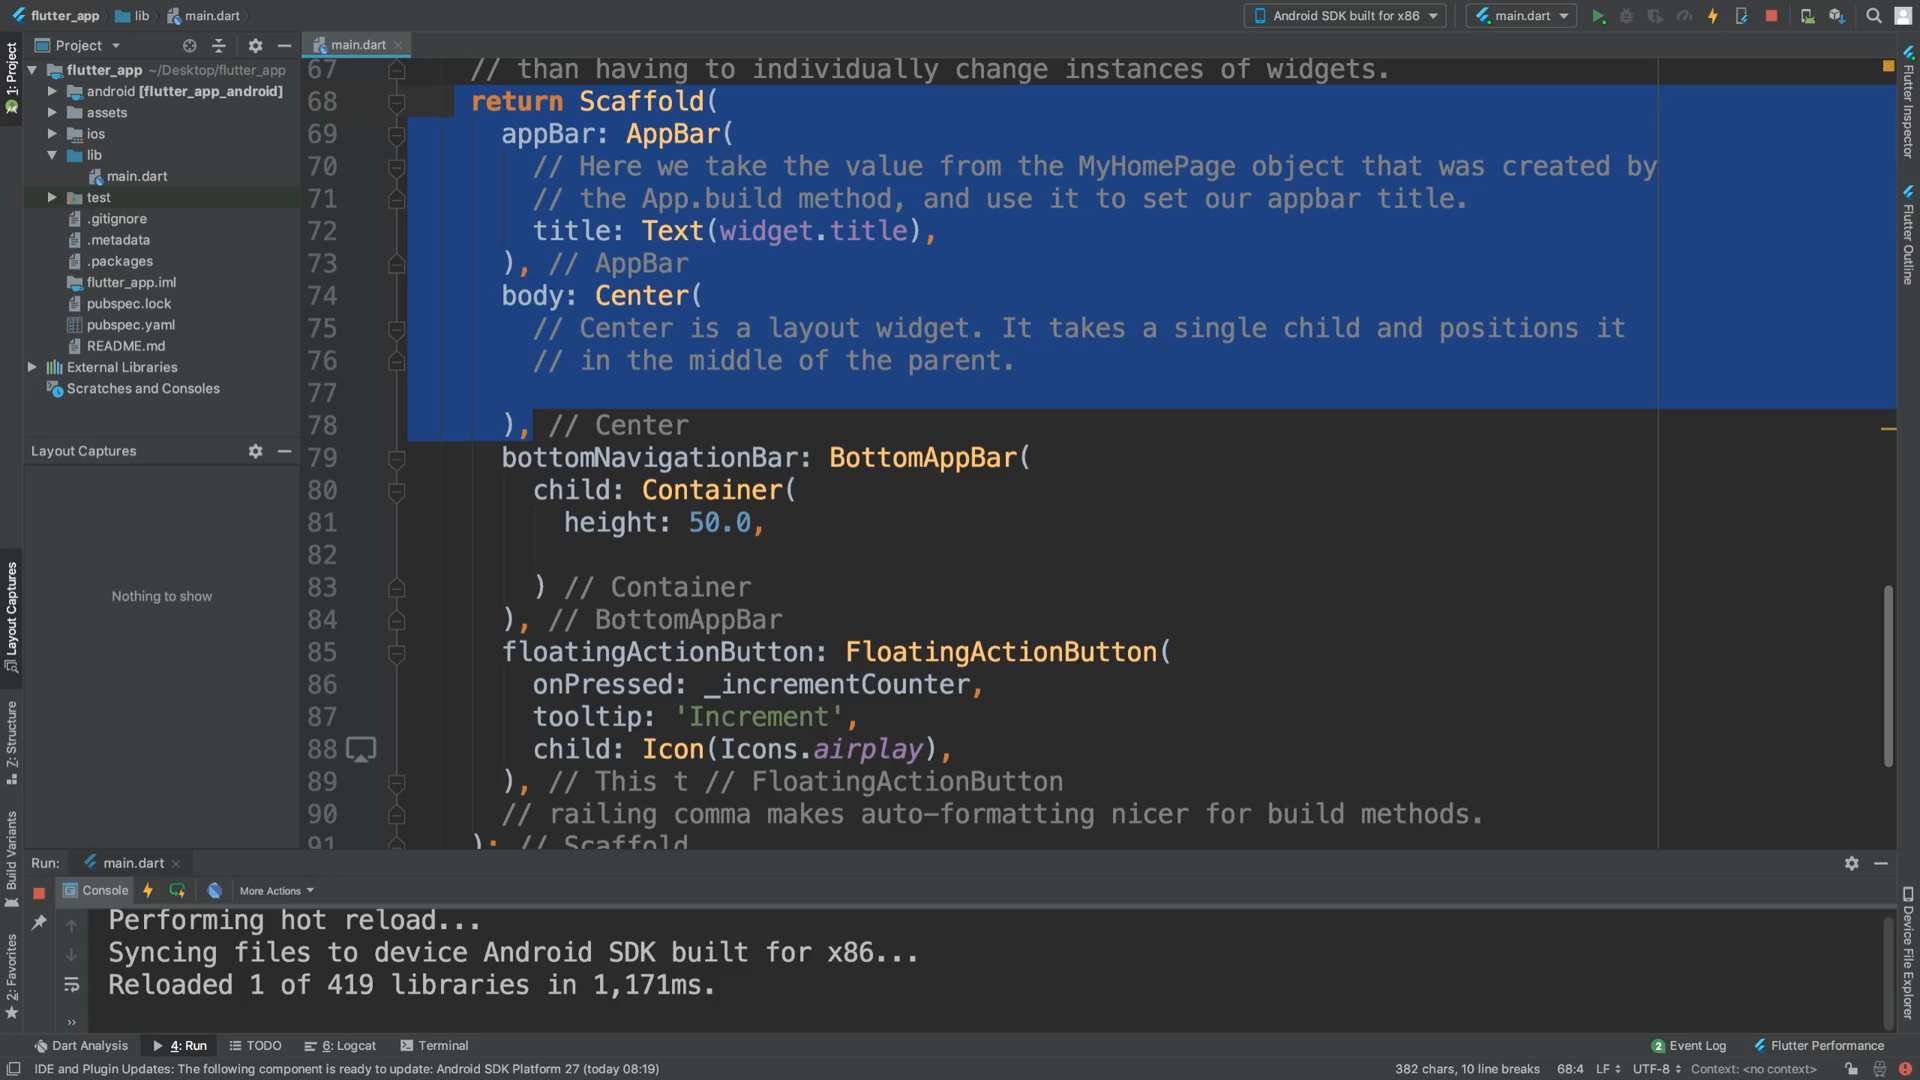 flutter_app
lib
main.dart
Android SDK built for x86
main.dart
1: Project
Project
main.dart
flutter_app ~/Desktop/flutter_app
android [flutter_app_android]
assets
ios
lib
main.dart
test
.gitignore
.metadata
.packages
flutter_app.iml
pubspec.lock
pubspec.yaml
README.md
External Libraries
Scratches and Consoles
Layout Captures
Nothing to show
Layout Captures
Z: Structure
Build Variants
2: Favorites
67 // than having to individually change instances of widgets.
68 return Scaffold(
69 appBar: AppBar(
70 // Here we take the value from the MyHomePage object that was created by
71 // the App.build method, and use it to set our appbar title.
72 title: Text(widget.title),
73 ), // AppBar
74 body: Center(
75 // Center is a layout widget. It takes a single child and positions it
76 // in the middle of the parent.
77
78 ), // Center
79 bottomNavigationBar: BottomAppBar(
80 child: Container(
81 height: 50.0,
82
83 ) // Container
84 ), // BottomAppBar
85 floatingActionButton: FloatingActionButton(
86 onPressed: _incrementCounter,
87 tooltip: 'Increment',
88 child: Icon(Icons.airplay),
89 ), // This t // FloatingActionButton
90 // railing comma makes auto-formatting nicer for build methods.
91 ); // Scaffold
Flutter Inspector
Flutter Outline
Device File Explorer
Run: main.dart
Console
More Actions
Performing hot reload...
Syncing files to device Android SDK built for x86...
Reloaded 1 of 419 libraries in 1,171ms.
Dart Analysis
4: Run
TODO
6: Logcat
Terminal
2 Event Log
Flutter Performance
IDE and Plugin Updates: The following component is ready to update: Android SDK Platform 27 (today 08:19)
382 chars, 10 line breaks
68:4
LF
UTF-8
Context: <no context>